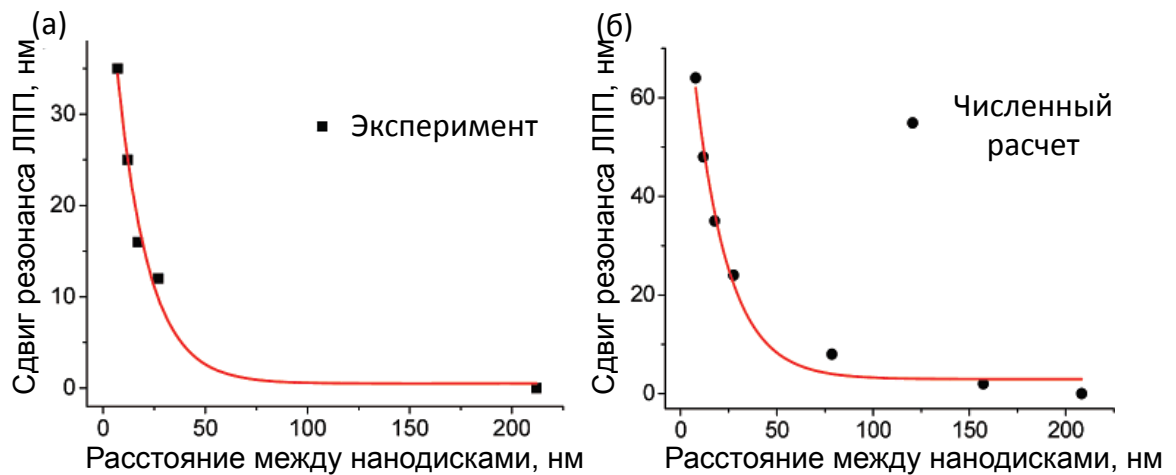 (а)
Сдвиг резонанса ЛПП, нм
30
20
10
0
0 50 100 150 200
Расстояние между нанодисками, нм
Эксперимент
(б)
Сдвиг резонанса ЛПП, нм
60
40
20
0
0 50 100 150 200
Расстояние между нанодисками, нм
Численный
расчет